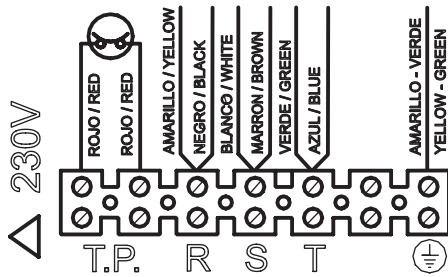 230V
ROJO / RED
ROJO / RED
AMARILLO / YELLOW
NEGRO / BLACK
BLANCO / WHITE
MARRON / BROWN
VERDE / GREEN
AZUL / BLUE
AMARILLO - VERDE
YELLOW - GREEN
T.P. R S T